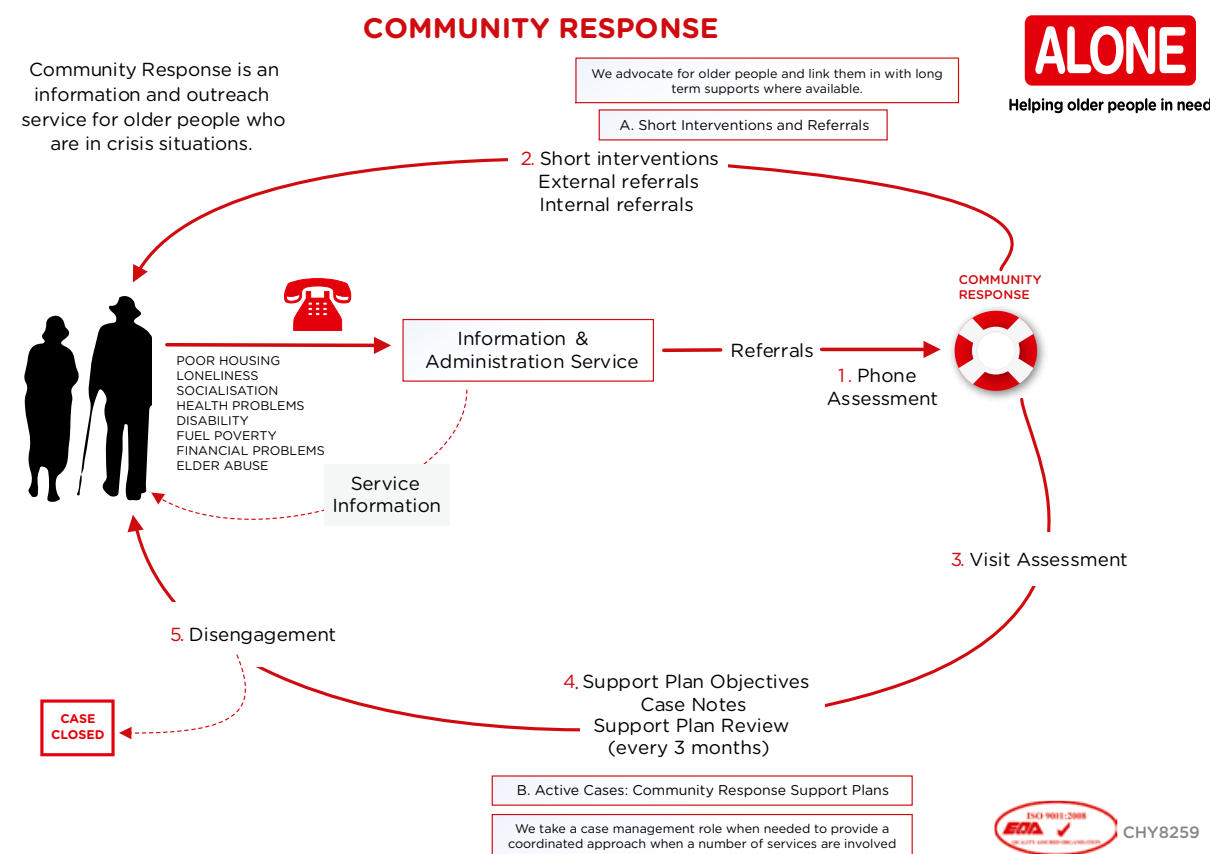 COMMUNITY RESPONSE
Community Response is an
information and outreach
service for older people who
are in crisis situations.
We advocate for older people and link them in with long
term supports where available.
A. Short Interventions and Referrals
ALONE
Helping older people in need
2. Short interventions
External referrals
Internal referrals
COMMUNITY
RESPONSE
Information &
Administration Service
Referrals
1. Phone
Assessment
POOR HOUSING
LONELINESS
SOCIALISATION
HEALTH PROBLEMS
DISABILITY
FUEL POVERTY
FINANCIAL PROBLEMS
ELDER ABUSE
Service
Information
3. Visit Assessment
5. Disengagement
4. Support Plan Objectives
Case Notes
Support Plan Review
(every 3 months)
CASE
CLOSED
B. Active Cases: Community Response Support Plans
We take a case management role when needed to provide a
coordinated approach when a number of services are involved
ISO 9001:2008
EQA
QUALITY ASSURED ORGANISATION
CHY8259